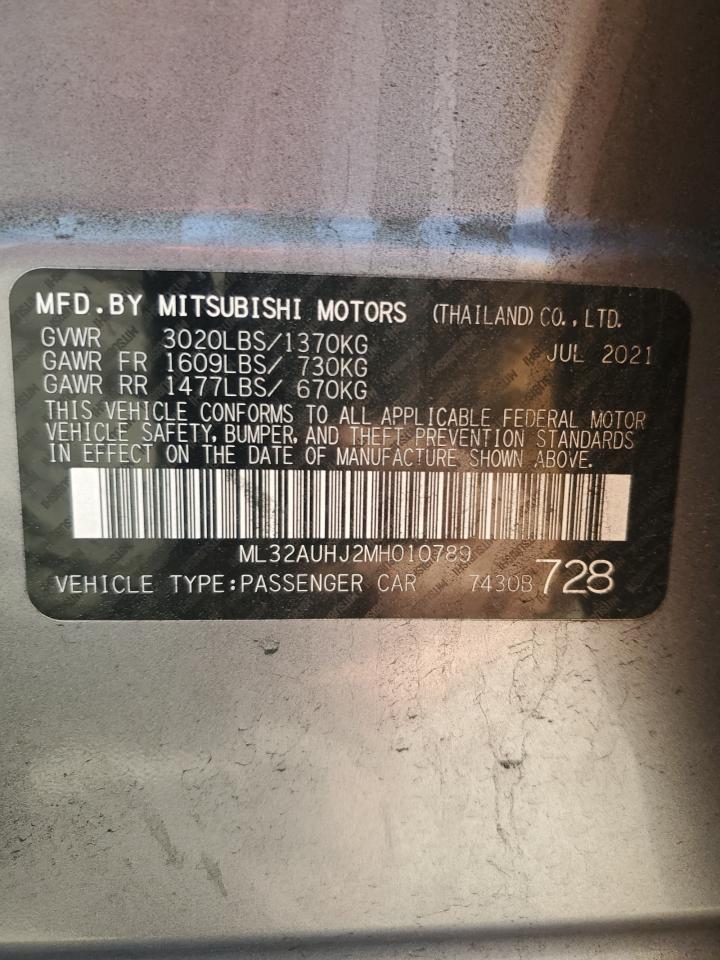 MFD.BY MITSUBISHI MOTORS (THAILAND) CO., LTD.
GVWR 3020LBS/1370KG JUL 2021
GAWR FR 1609LBS/ 730KG
GAWR RR 1477LBS/ 670KG
THIS VEHICLE CONFORMS TO ALL APPLICABLE FEDERAL MOTOR
VEHICLE SAFETY, BUMPER, AND THEFT PREVENTION STANDARDS
IN EFFECT ON THE DATE OF MANUFACTURE SHOWN ABOVE.
ML32AUHJ2MH010789
VEHICLE TYPE:PASSENGER CAR 7430B 728